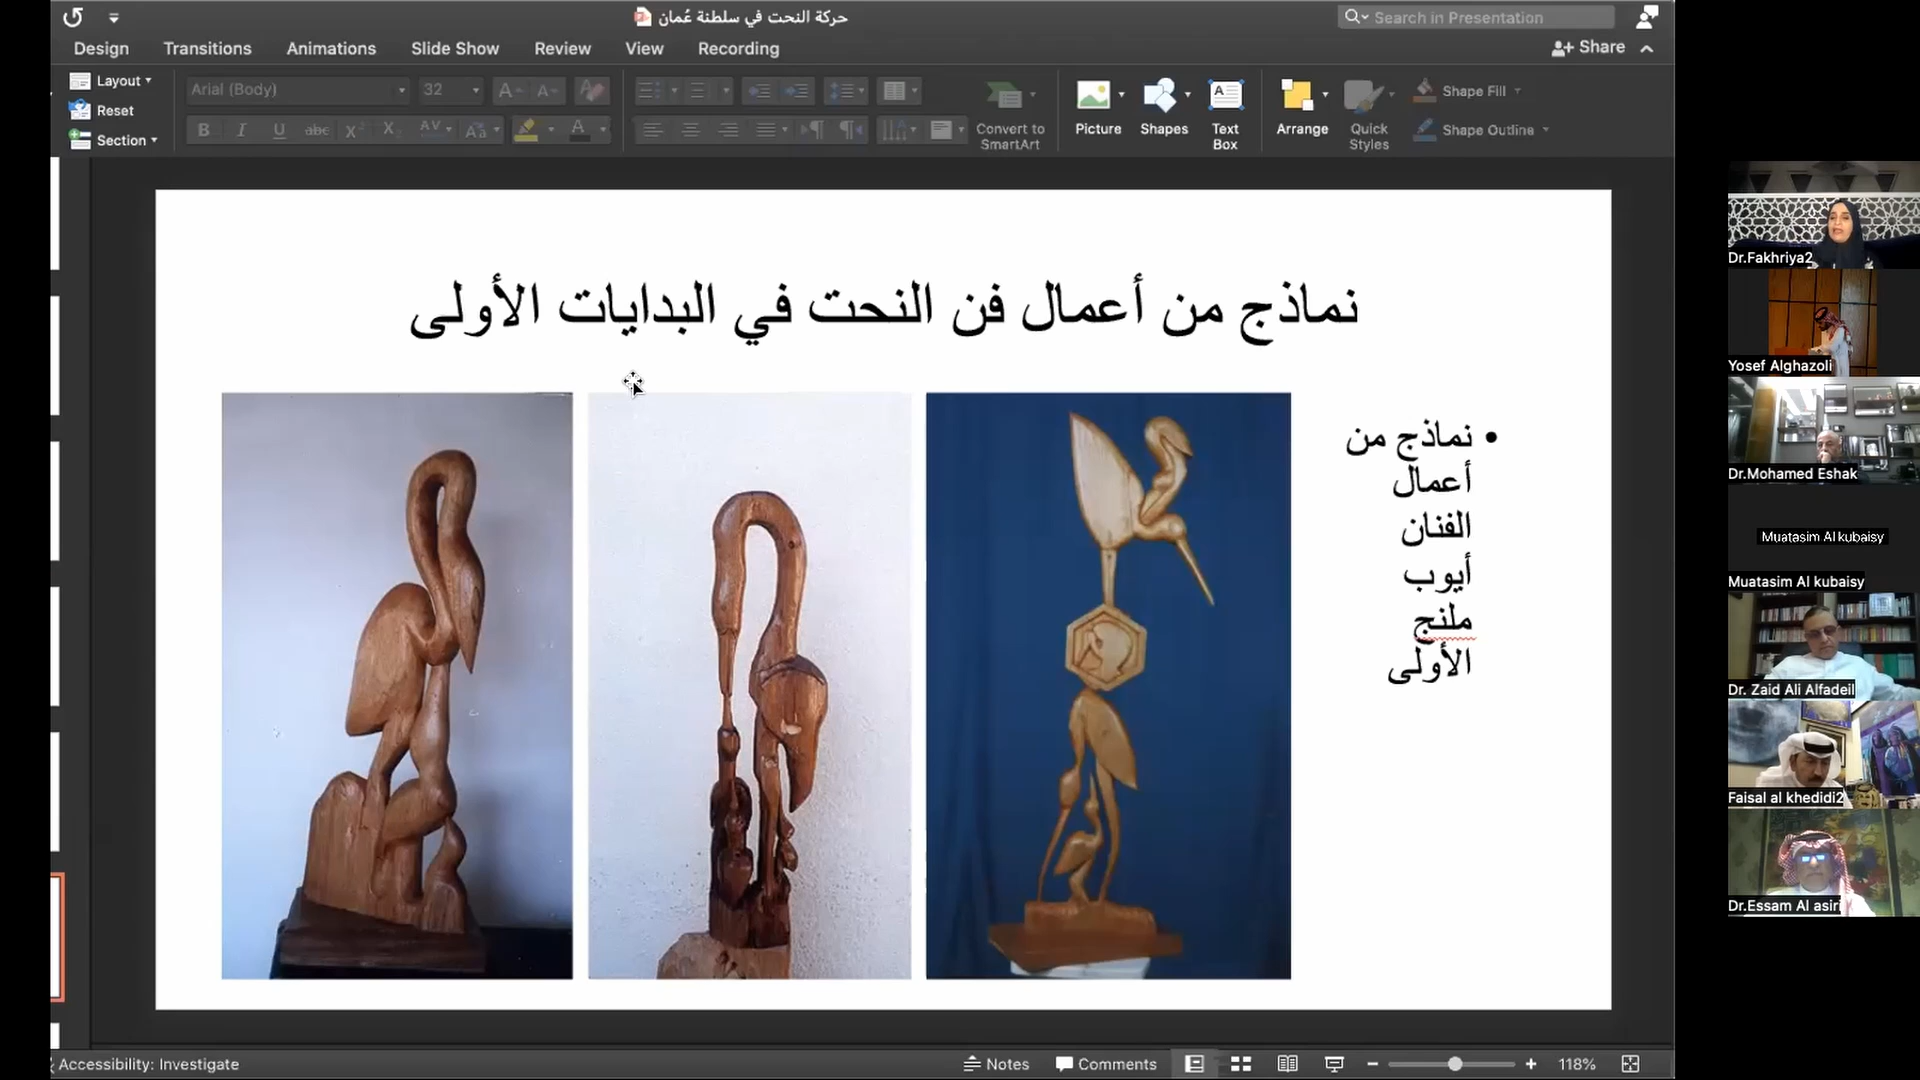 حركة النحت في سلطنة عُمان
Search in Presentation
Design
Transitions
Animations
Slide Show
Review
View
Recording
Share
Layout
Reset
Section
Arial (Body)
32
Convert to
SmartArt
Picture
Shapes
Text
Box
Arrange
Quick
Styles
Shape Fill
Shape Outline
نماذج من أعمال فن النحت في البدايات الأولى
• نماذج من
أعمال
الفنان
أيوب
ملنج
الأولى
Dr.Fakhriya2
Yosef Alghazoli
Dr.Mohamed Eshak
Muatasim Al kubaisy
Muatasim Al kubaisy
Dr. Zaid Ali Alfadeil
Faisal al khedidi2
Dr.Essam Al asiri
Accessibility: Investigate
Notes
Comments
118%